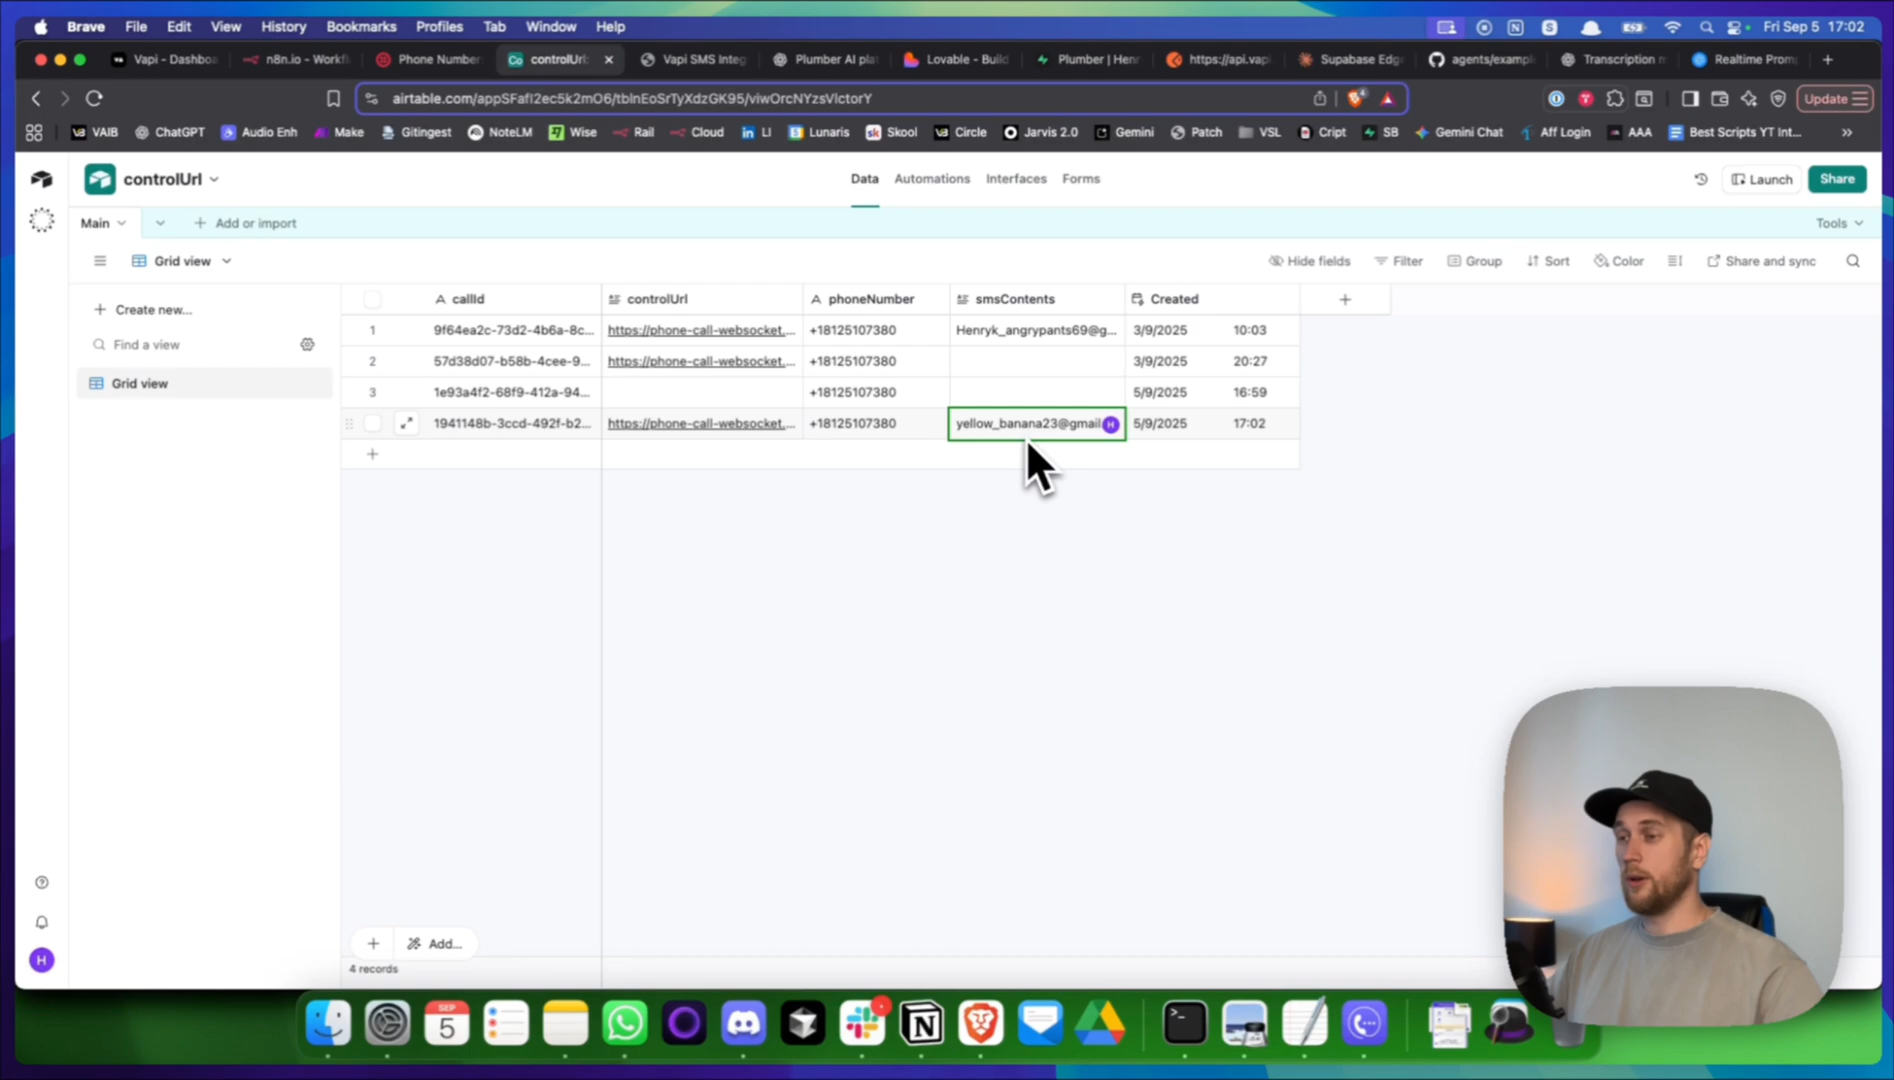 Brave File Edit View History Bookmarks Profiles Tab Window Help Fri Sep 5 17:02
Vapi - Dashboa n8n.io - Workfl Phone Number controlUrl: Vapi SMS Integ Plumber AI pla Lovable - Build Plumber | Henr https://api.vapi Supabase Edge agents/exampl Transcription m Realtime Promp
airtable.com/appSFafI2ec5k2mO6/tblnEoSrTyXdzGK95/viwOrcNYzsVIctorY 4 Update
VAIB ChatGPT Audio Enh Make Gitingest NoteLM Wise Rail Cloud LI Lunaris Skool Circle Jarvis 2.0 Gemini Patch VSL Cript SB Gemini Chat Aff Login AAA Best Scripts YT Int...
controlUrl Data Automations Interfaces Forms Launch Share
Main Add or import Tools
Grid view Hide fields Filter Group Sort Color Share and sync
Create new...
Find a view
Grid view
callId controlUrl phoneNumber smsContents Created
1 9f64ea2c-73d2-4b6a-8c... https://phone-call-websocket.... +18125107380 Henryk_angrypants69@g... 3/9/2025 10:03
2 57d38d07-b58b-4cee-9... https://phone-call-websocket.... +18125107380 3/9/2025 20:27
3 1e93a4f2-68f9-412a-94... +18125107380 5/9/2025 16:59
1941148b-3ccd-492f-b2... https://phone-call-websocket.... +18125107380 yellow_banana23@gmail H 5/9/2025 17:02
Add...
4 records
H
SEP
5